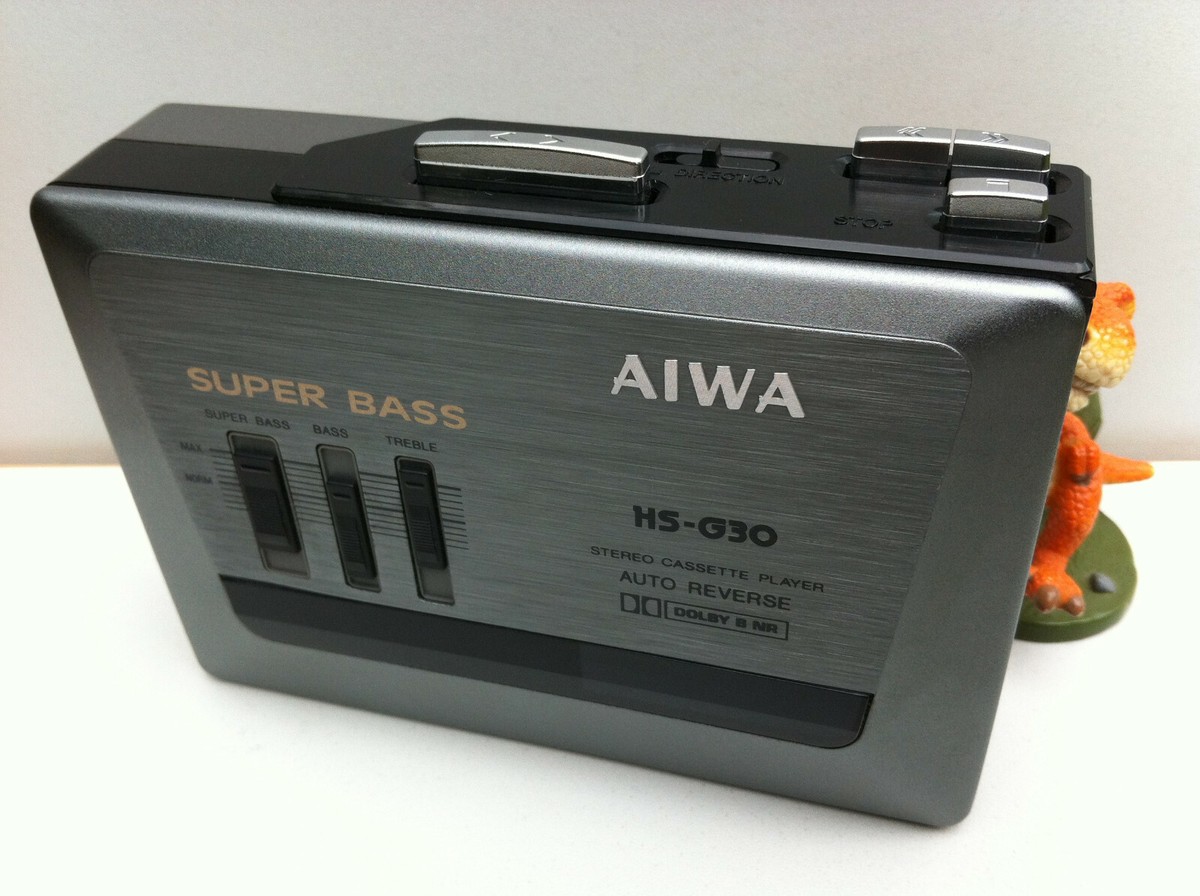 DIRECTION
STOP
AIWA
SUPER BASS
SUPER BASS BASS TREBLE
MAX
NORM
HS-G30
STEREO CASSETTE PLAYER
AUTO REVERSE
DOLBY B NR